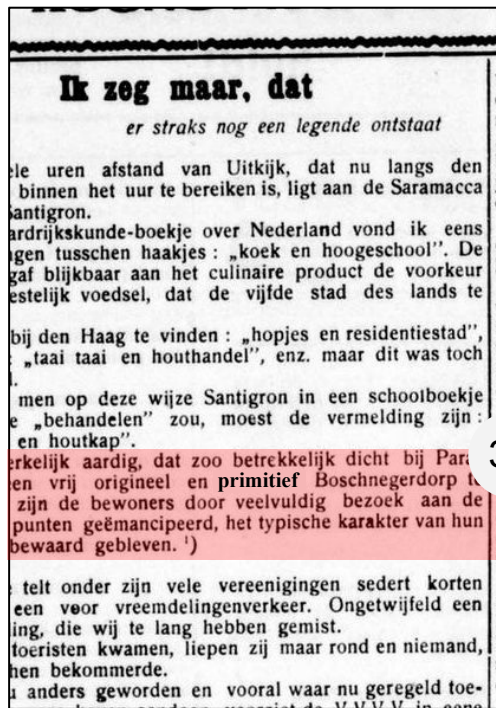 Ik zeg maar, dat
er straks nog een legende ontstaat
ele uren afstand van Uitkijk, dat nu langs den
binnen het uur te bereiken is, ligt aan de Saramacca
Santigron.
ardrijkskunde-boekje over Nederland vond ik eens
gen tusschen haakjes : „koek en hoogeschool". De
gaf blijkbaar aan het culinaire product de voorkeur
estelijk voedsel, dat de vijfde stad des lands te
bij den Haag te vinden : „hopjes en residentiestad",
„taai taai en houthandel", enz. maar dit was toch
men op deze wijze Santigron in een schoolboekje
e „behandelen" zou, moest de vermelding zijn :
en houtkap".
erkelijk aardig, dat zoo betrekkelijk dicht bij Para
en vrij origineel en primitief Boschnegerdorp te
zijn de bewoners door veelvuldig bezoek aan de
punten geëmancipeerd, het typische karakter van hun
bewaard gebleven. ¹)
telt onder zijn vele vereenigingen sedert korten
een voor vreemdelingenverkeer. Ongetwijfeld een
ing, die wij te lang hebben gemist.
toeristen kwamen, liepen zij maar rond en niemand,
hen bekommerde.
u anders geworden en vooral waar nu geregeld toe-